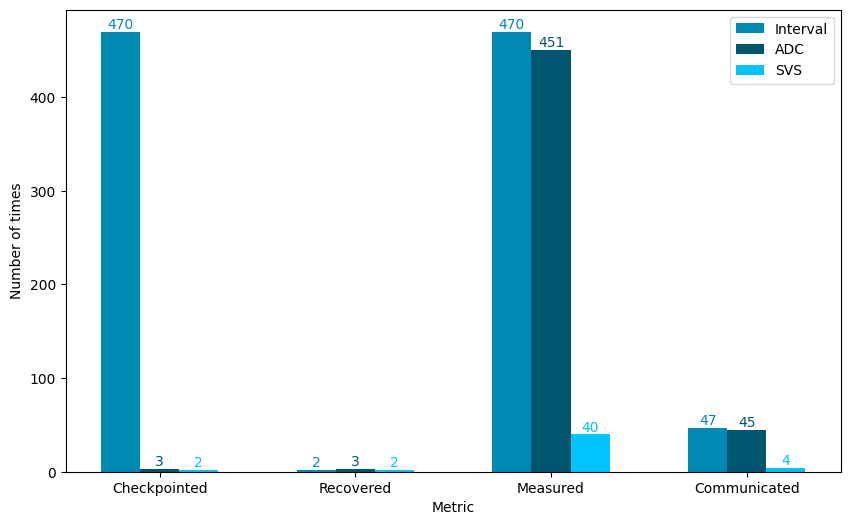 Interval
ADC
SVS
470
3
2
2
3
2
470
451
40
47
45
4
400
300
200
100
0
Number of times
Checkpointed
Recovered
Measured
Communicated
Metric